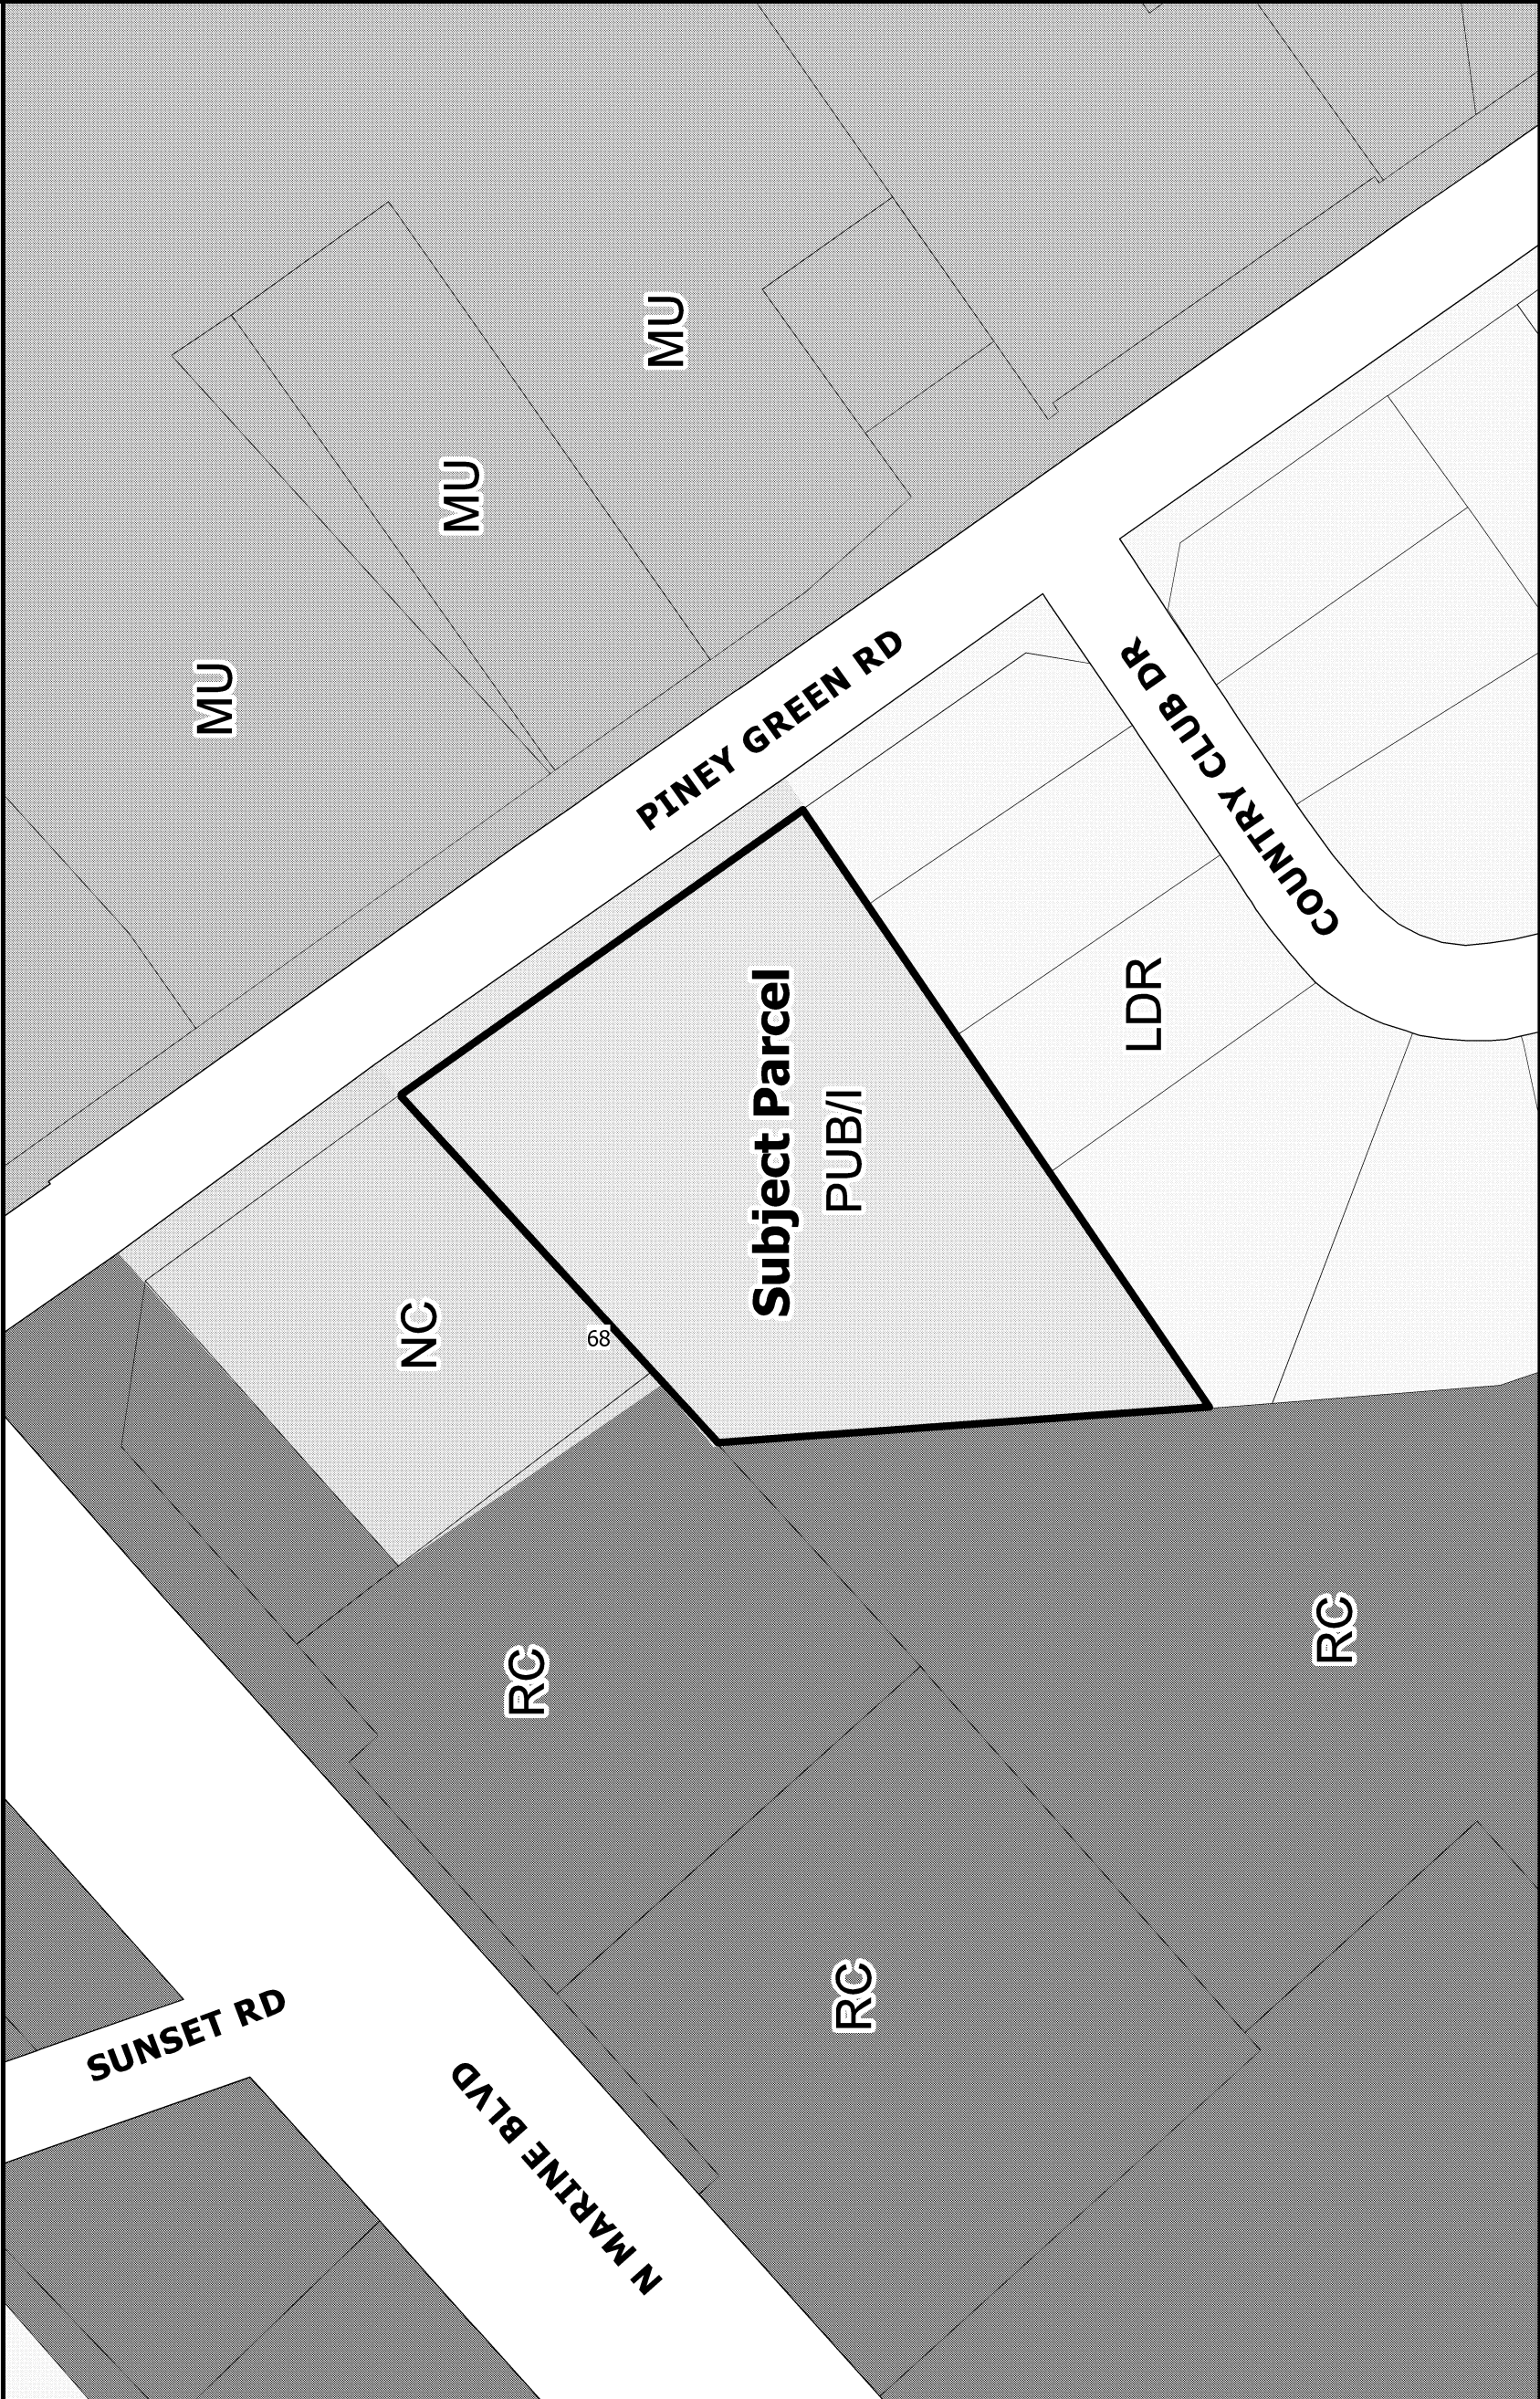 MU
MU
MU
PINEY GREEN RD
COUNTRY CLUB DR
LDR
Subject Parcel
PUB/I
NC
68
RC
RC
RC
SUNSET RD
N MARINE BLVD